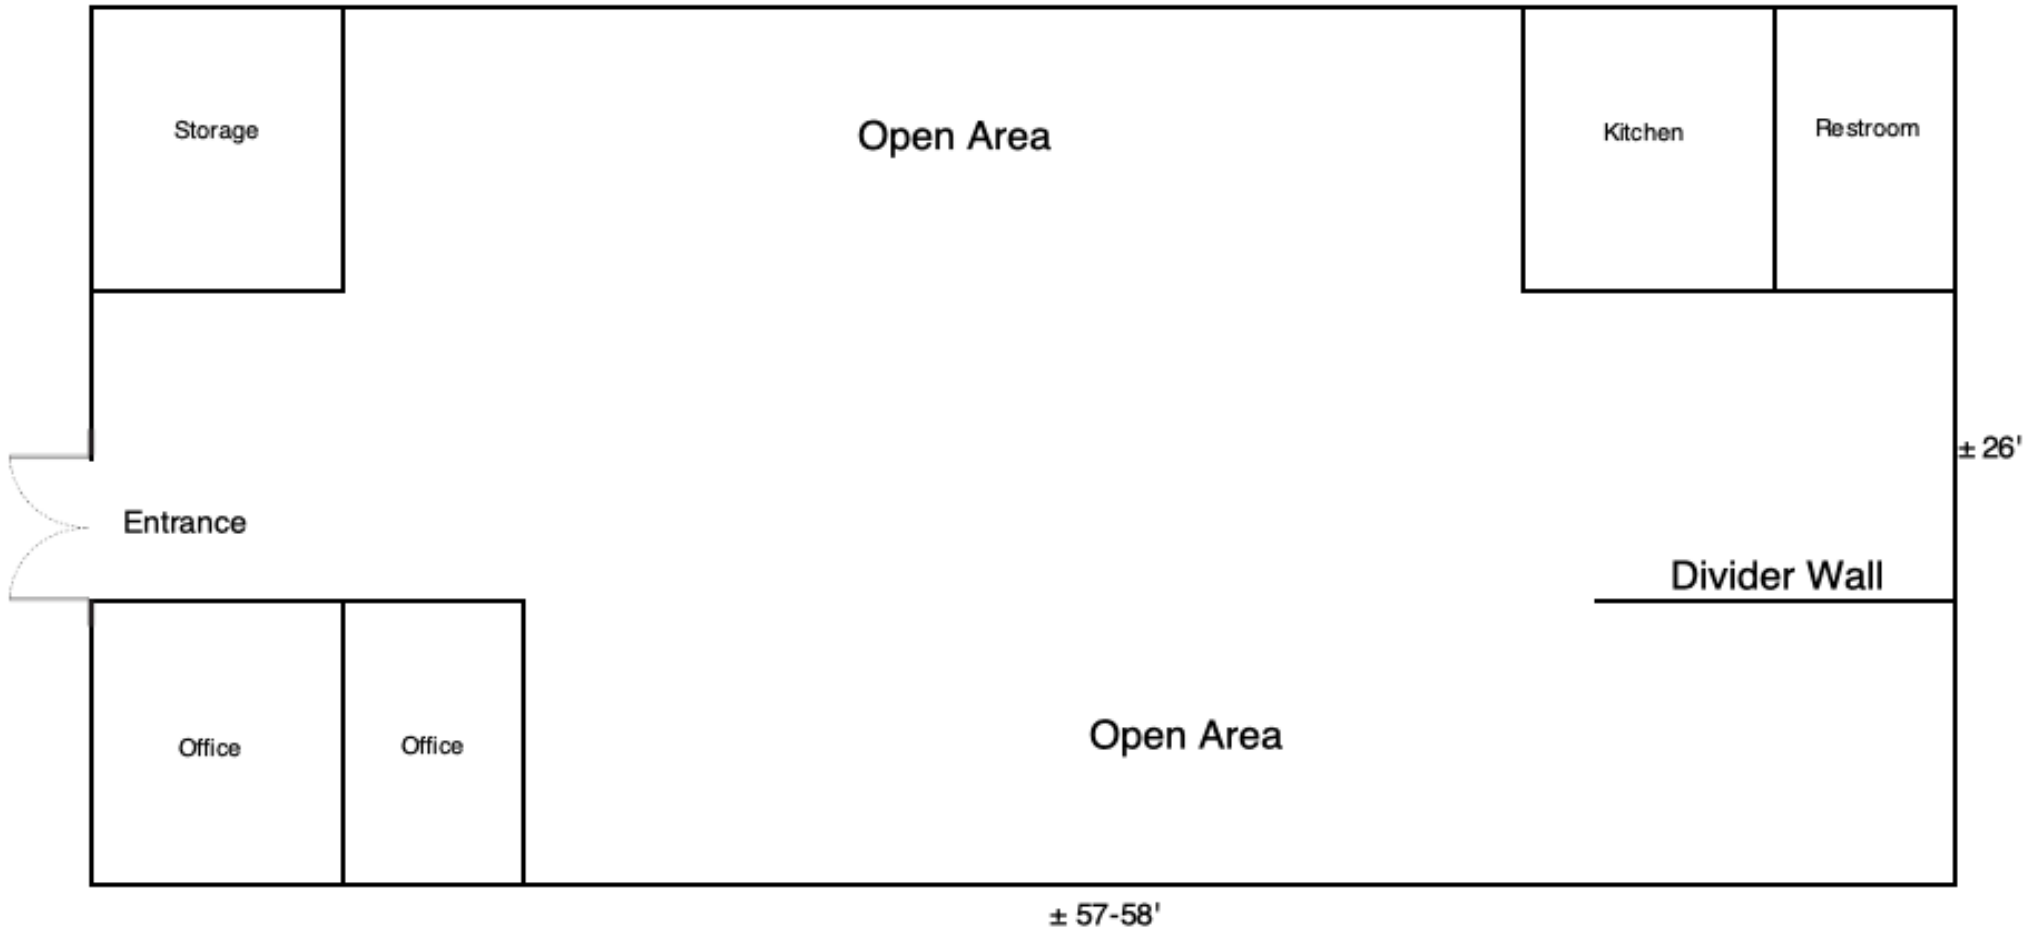 Storage
Open Area
Kitchen
Restroom
± 26'
Entrance
Divider Wall
Office
Office
Open Area
± 57-58'